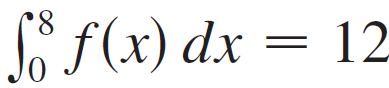 ∫₀⁸ f(x) dx = 12